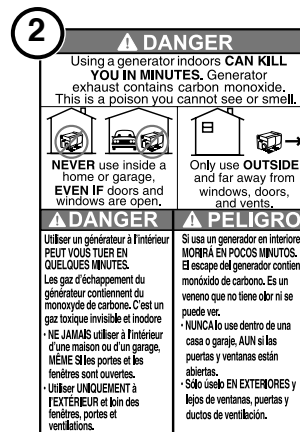 2
DANGER
Using a generator indoors CAN KILL
YOU IN MINUTES. Generator
exhaust contains carbon monoxide.
This is a poison you cannot see or smell.
NEVER use inside a
home or garage,
EVEN IF doors and
windows are open.
Only use OUTSIDE
and far away from
windows, doors,
and vents.
DANGER
Utiliser un générateur à l'intérieur
PEUT VOUS TUER EN
QUELQUES MINUTES.
Les gaz d'échappement du
générateur contiennent du
monoxyde de carbone. C'est un
gaz toxique invisible et inodore
· NE JAMAIS utiliser à l'intérieur
d'une maison ou d'un garage,
MÊME SI les portes et les
fenêtres sont ouvertes.
· Utiliser UNIQUEMENT à
l'EXTÉRIEUR et loin des
fenêtres, portes et
ventilations.
PELIGRO
Si usa un generador en interiore
MORIRÁ EN POCOS MINUTOS.
El escape del generador contien
monóxido de carbono. Es un
veneno que no tiene olor ni se
puede ver.
· NUNCA lo use dentro de una
casa o garaje, AUN si las
puertas y ventanas están
abiertas.
· Sólo úselo EN EXTERIORES y
lejos de ventanas, puertas y
ductos de ventilación.